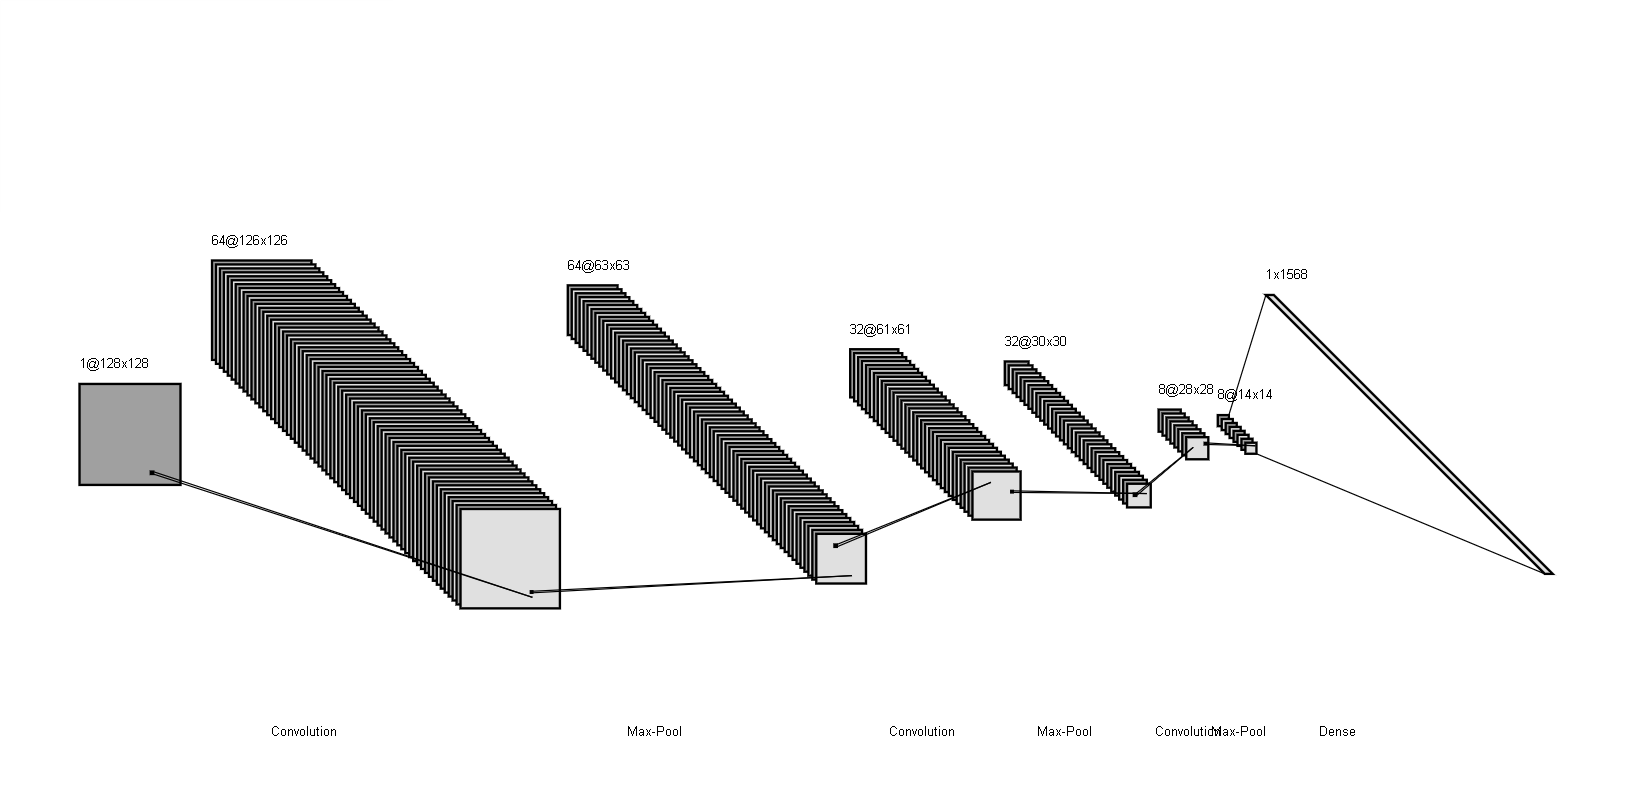 64@126x126
64@63x63
1x1568
32@61x61
32@30x30
1@128x128
8@28x28
8@14x14
Convolution
Max-Pool
Convolution
Max-Pool
Convolution
Max-Pool
Dense